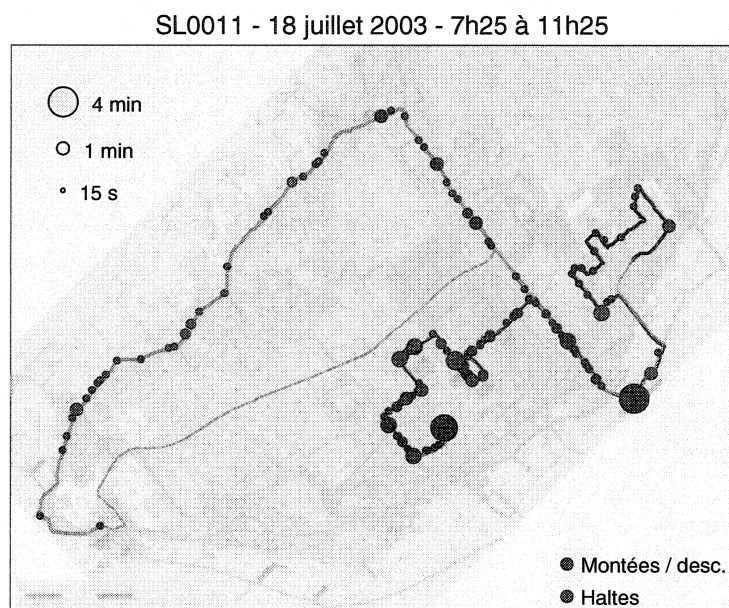 SL0011 - 18 juillet 2003 - 7h25 à 11h25
4 min
1 min
15 s
Montées / desc.
Haltes